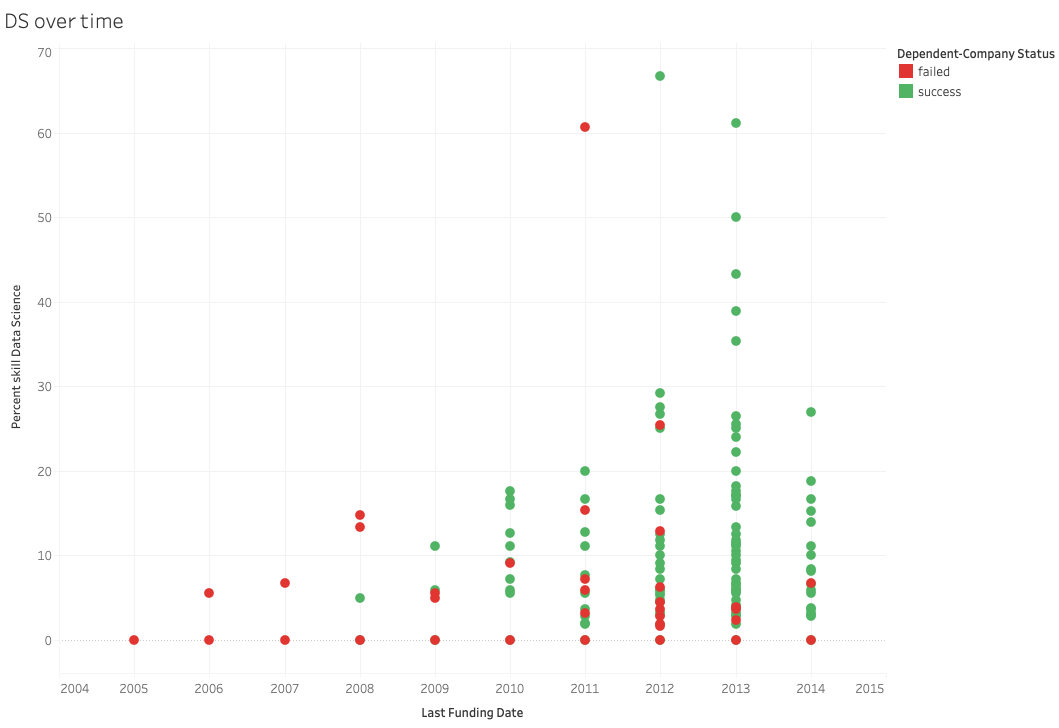 DS over time
Dependent-Company Status
failed
success
70
60
50
40
30
20
10
0
Percent skill Data Science
2004 2005 2006 2007 2008 2009 2010 2011 2012 2013 2014 2015
Last Funding Date